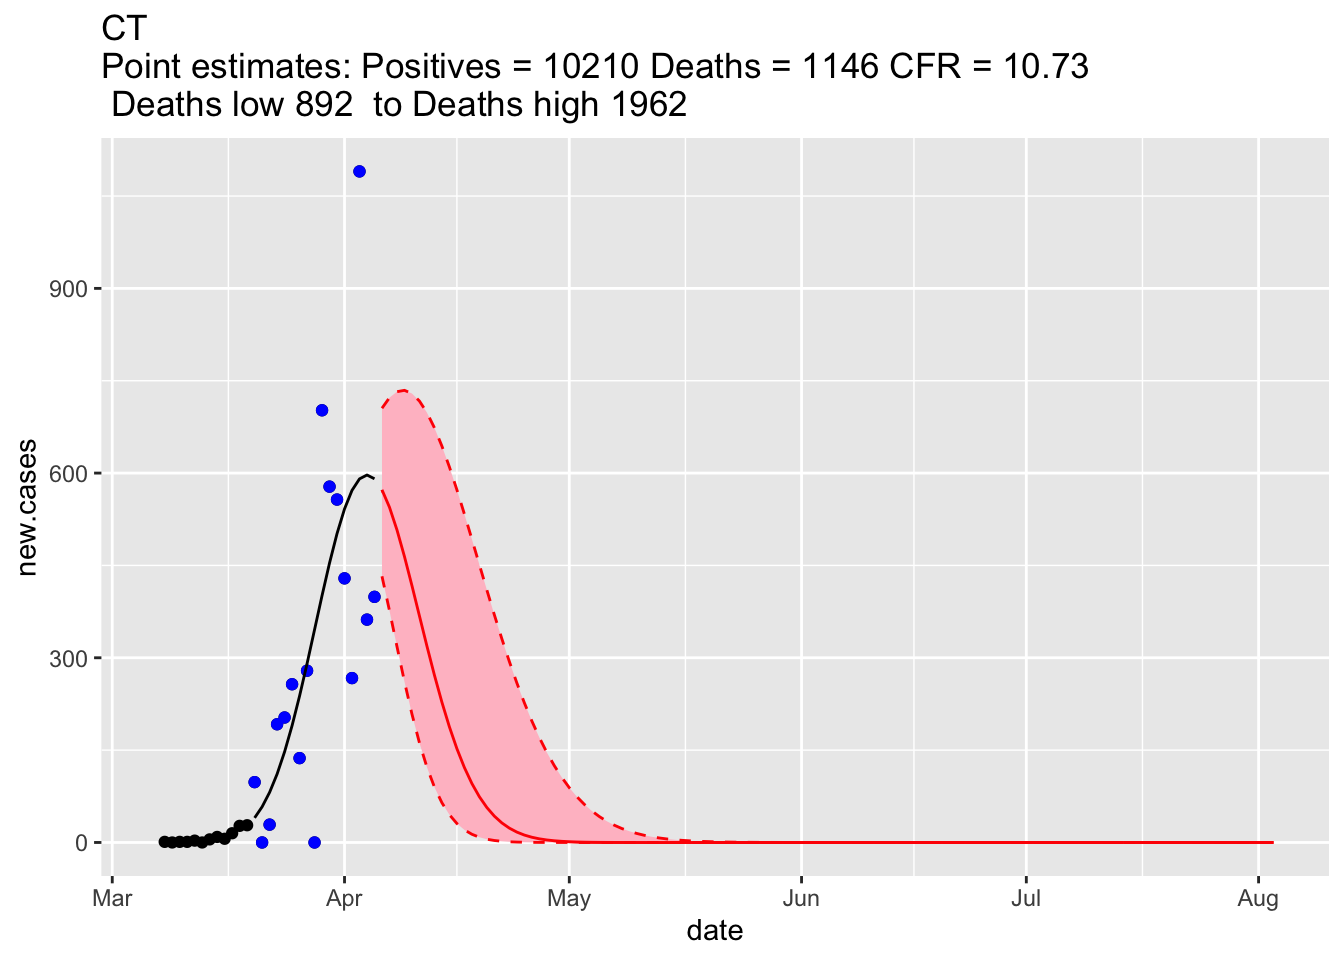 CT
Point estimates: Positives = 10210 Deaths = 1146 CFR = 10.73
Deaths low 892  to Deaths high 1962
900
600
300
0
new.cases
Mar Apr May Jun Jul Aug
date